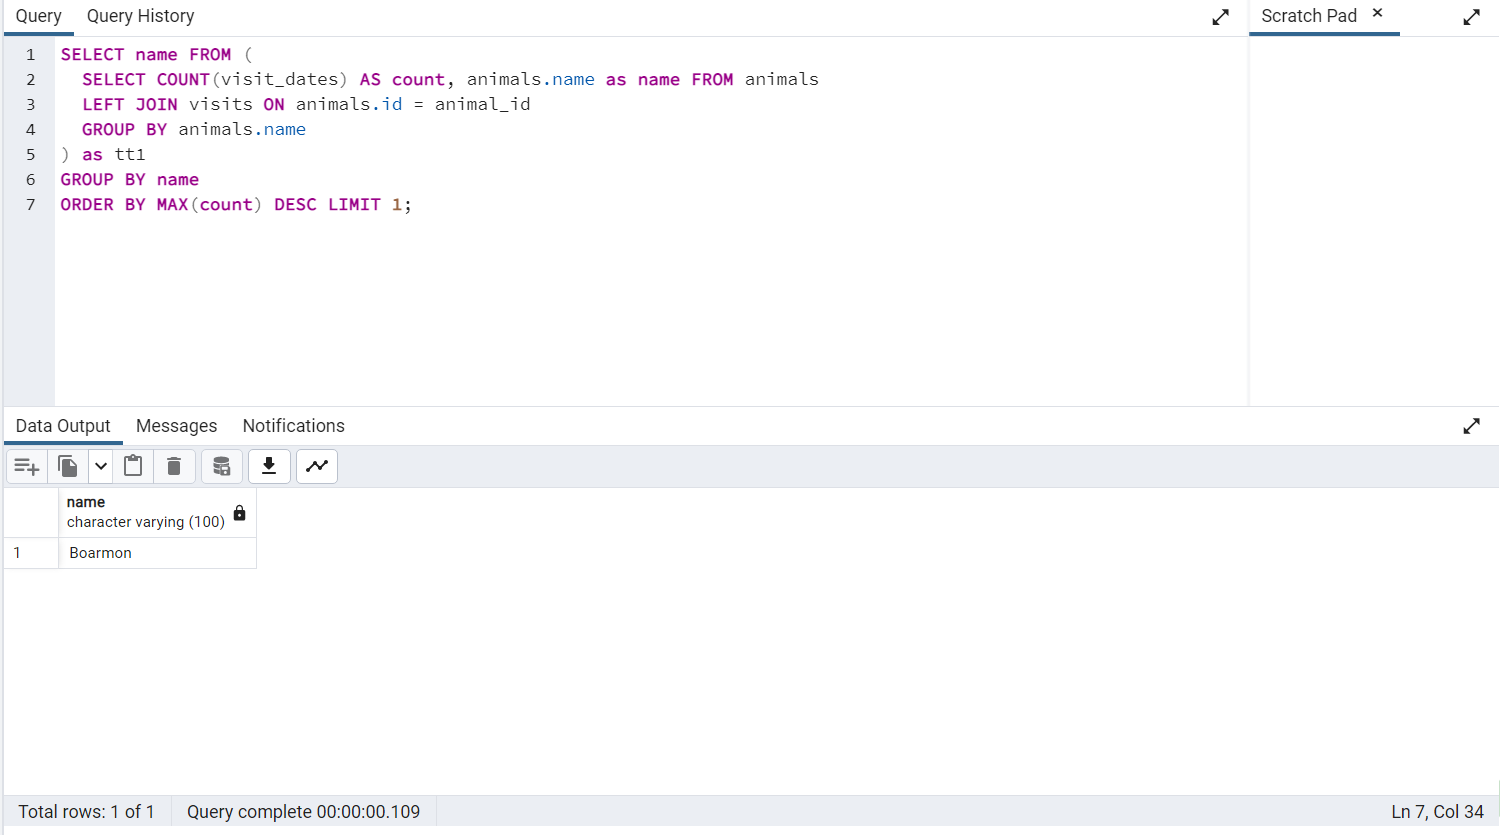 Query Query History Scratch Pad ×
1 SELECT name FROM (
2 SELECT COUNT(visit_dates) AS count, animals.name as name FROM animals
3 LEFT JOIN visits ON animals.id = animal_id
4 GROUP BY animals.name
5 ) as tt1
6 GROUP BY name
7 ORDER BY MAX(count) DESC LIMIT 1;
Data Output Messages Notifications
name
character varying (100)
1 Boarmon
Total rows: 1 of 1 Query complete 00:00:00.109 Ln 7, Col 34